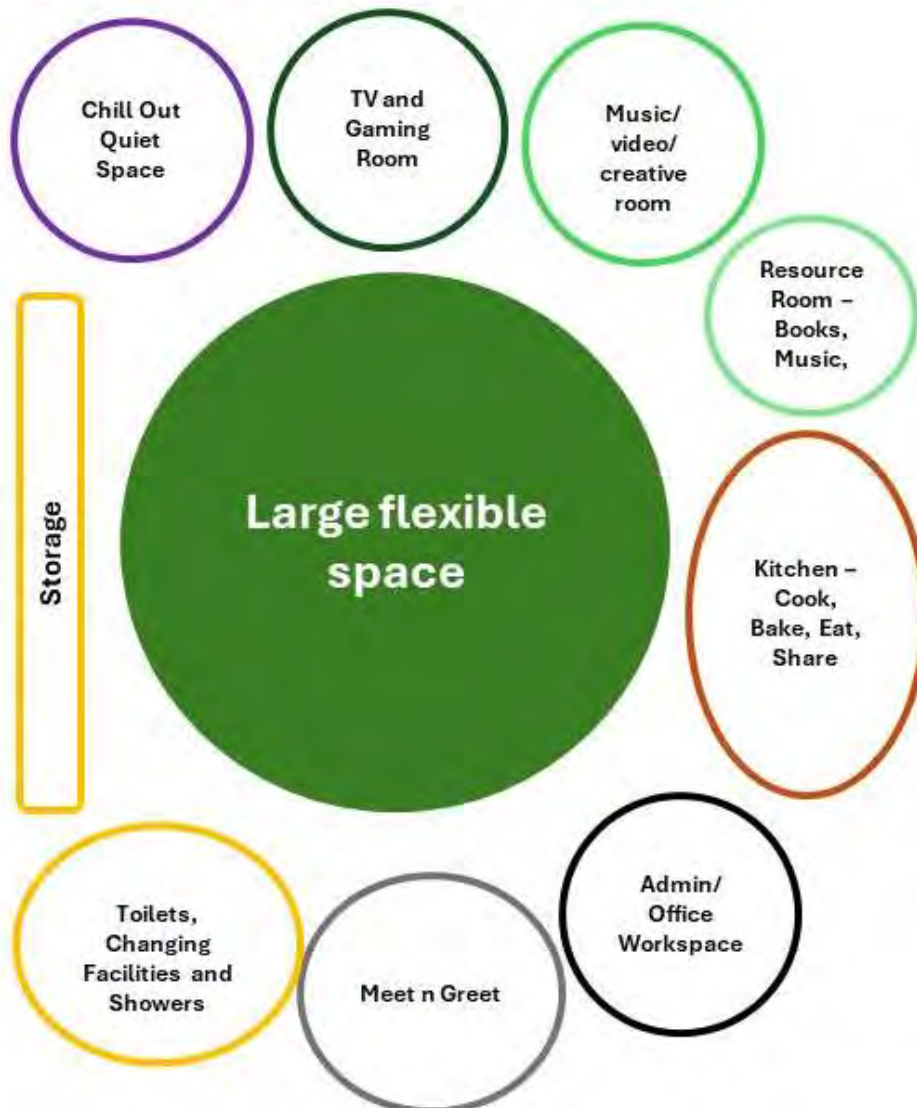 Chill Out
Quiet
Space
TV and
Gaming
Room
Music/
video/
creative
room
Resource
Room –
Books,
Music,
Storage
Large flexible
space
Kitchen –
Cook,
Bake, Eat,
Share
Toilets,
Changing
Facilities and
Showers
Meet n Greet
Admin/
Office
Workspace